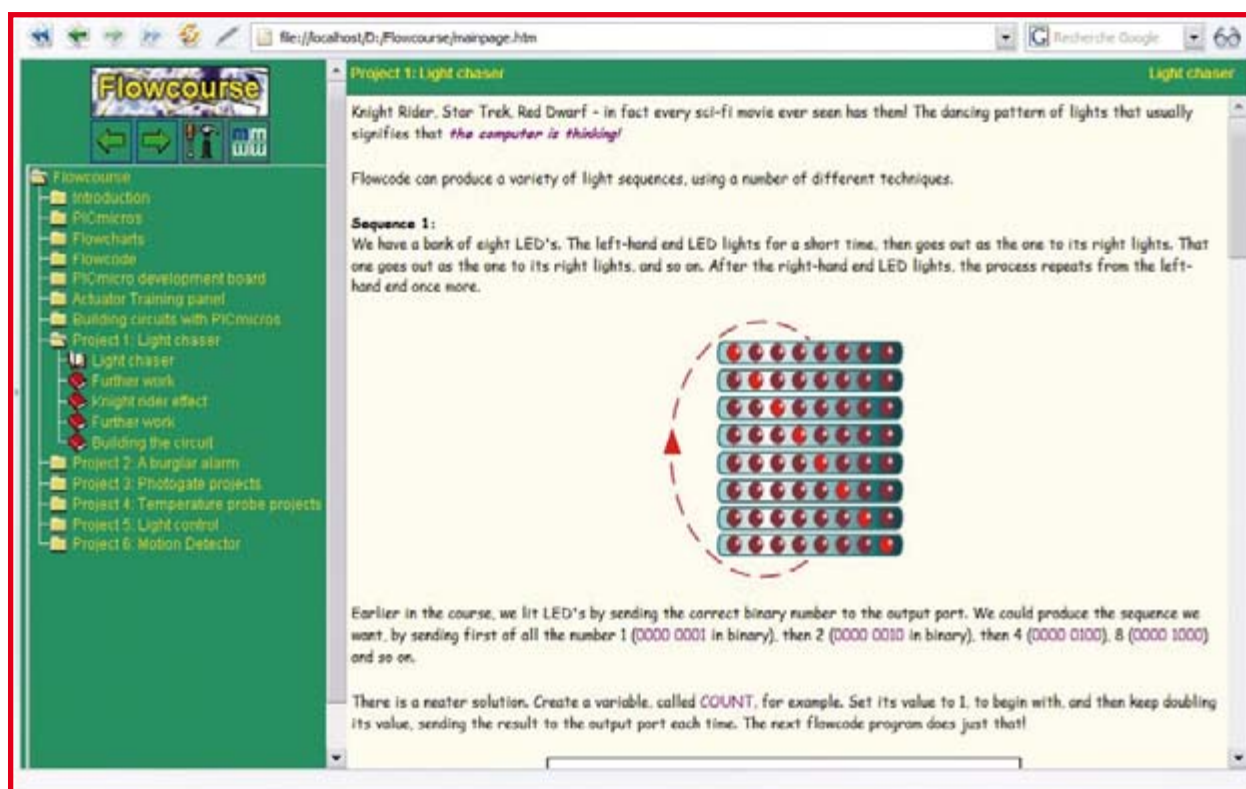 file://localhost/D:/Flowcourse/mainpage.htm
G Recherche Google
Flowcourse
Flowcourse
Introduction
PICmicros
Flowcharts
Flowcode
PICmicro development board
Actuator Training panel
Building circuits with PICmicros
Project 1: Light chaser
Light chaser
Further work
Knight rider effect
Further work
Building the circuit
Project 2: A burglar alarm
Project 3: Photogate projects
Project 4: Temperature probe projects
Project 5: Light control
Project 6: Motion Detector
Project 1: Light chaser
Light chaser
Knight Rider, Star Trek, Red Dwarf - in fact every sci-fi movie ever seen has them! The dancing pattern of lights that usually
signifies that the computer is thinking!
Flowcode can produce a variety of light sequences, using a number of different techniques.
Sequence 1:
We have a bank of eight LED's. The left-hand end LED lights for a short time, then goes out as the one to its right lights. That
one goes out as the one to its right lights, and so on. After the right-hand end LED lights, the process repeats from the left-
hand end once more.
Earlier in the course, we lit LED's by sending the correct binary number to the output port. We could produce the sequence we
want, by sending first of all the number 1 (0000 0001 in binary), then 2 (0000 0010 in binary), then 4 (0000 0100), 8 (0000 1000)
and so on.
There is a neater solution. Create a variable, called COUNT, for example. Set its value to 1, to begin with, and then keep doubling
its value, sending the result to the output port each time. The next flowcode program does just that!